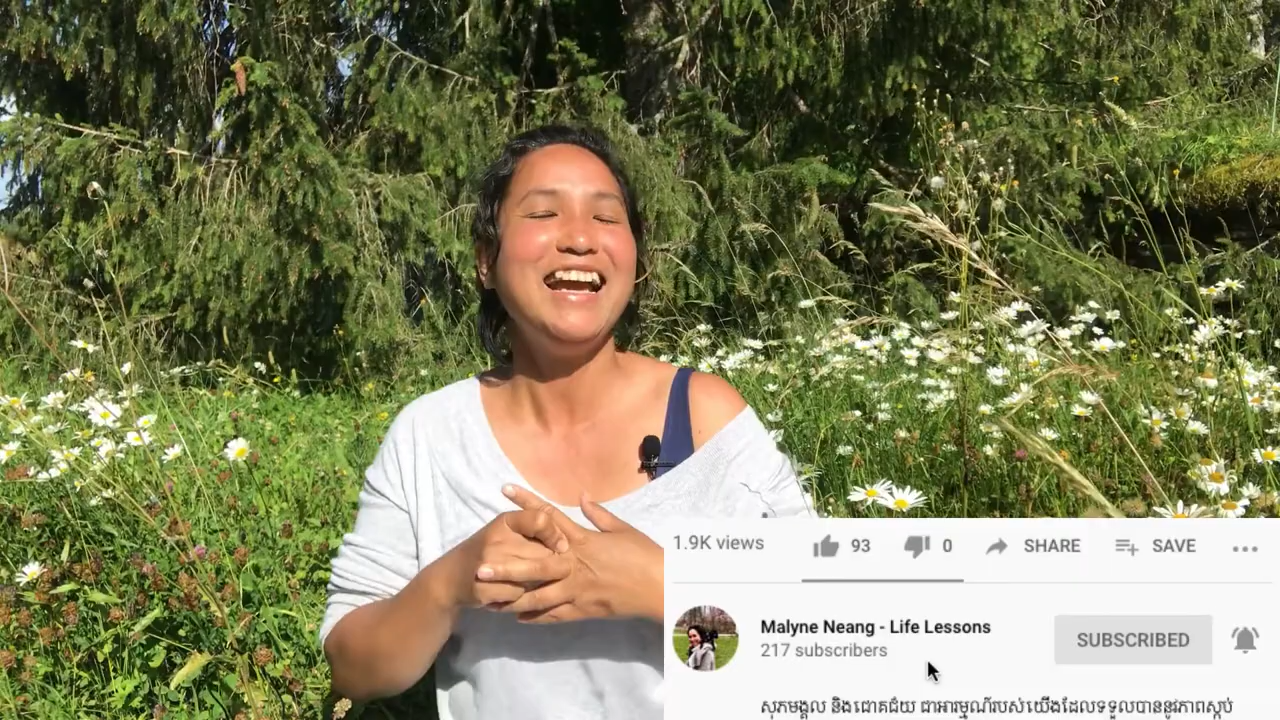 1.9K views 93 0 SHARE SAVE
Malyne Neang - Life Lessons
217 subscribers
SUBSCRIBED
សុភមង្គល និងជោគជ័យ ជាអារម្មណ៍របស់យើងដែលទទួលបាននូវភាពស្ងប់